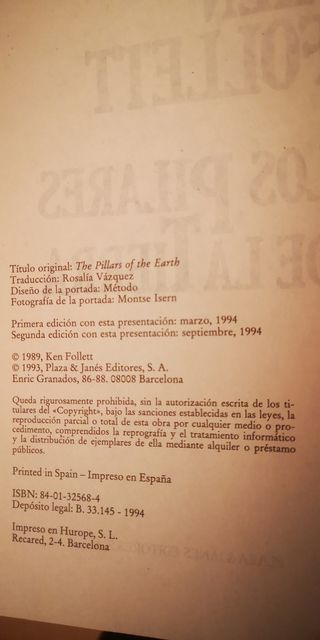 Título original: The Pillars of the Earth
Traducción: Rosalía Vázquez
Diseño de la portada: Método
Fotografía de la portada: Montse Isern
Primera edición con esta presentación: marzo, 1994
Segunda edición con esta presentación: septiembre, 1994
© 1989, Ken Follett
© 1993, Plaza & Janés Editores, S. A.
Enric Granados, 86-88. 08008 Barcelona
Queda rigurosamente prohibida, sin la autorización escrita de los ti-
tulares del «Copyright», bajo las sanciones establecidas en las leyes, la
reproducción parcial o total de esta obra por cualquier medio o pro-
cedimiento, comprendidos la reprografía y el tratamiento informático
y la distribución de ejemplares de ella mediante alquiler o préstamo
públicos.
Printed in Spain – Impreso en España
ISBN: 84-01-32568-4
Depósito legal: B. 33.145 - 1994
Impreso en Hurope, S. L.
Recared, 2-4. Barcelona